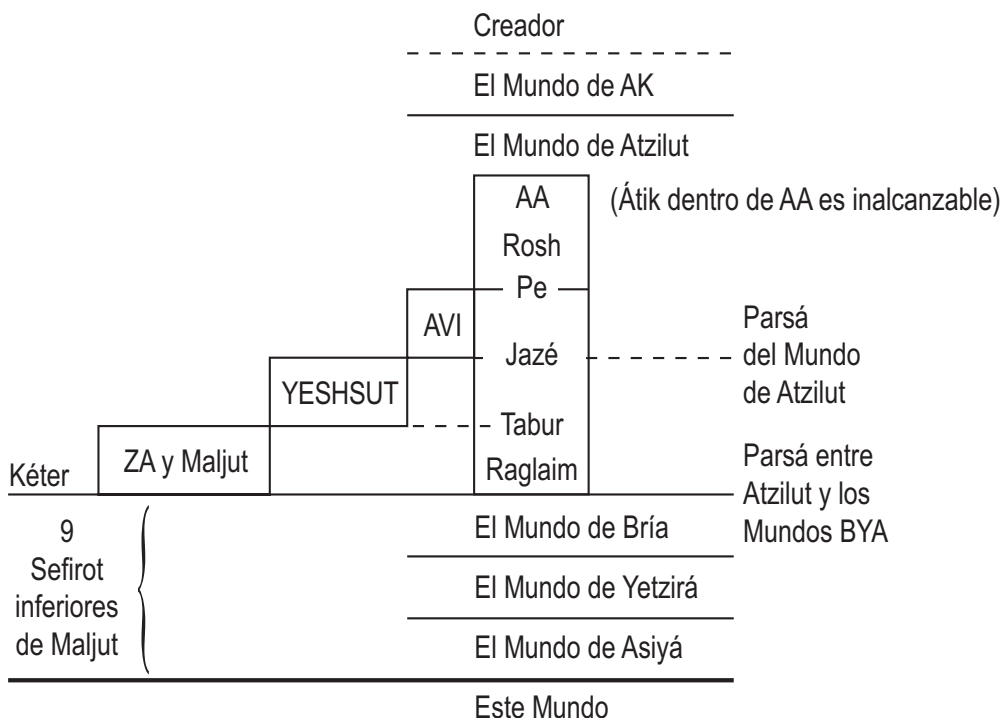 Creador
El Mundo de AK
El Mundo de Atzilut
AA
(Átik dentro de AA es inalcanzable)
Rosh
Pe
AVI
Jazé
Parsá
del Mundo
de Atzilut
YESHSUT
Tabur
Kéter
ZA y Maljut
Raglaim
Parsá entre
Atzilut y los
Mundos BYA
9
Sefirot
inferiores
de Maljut
El Mundo de Bría
El Mundo de Yetzirá
El Mundo de Asiyá
Este Mundo